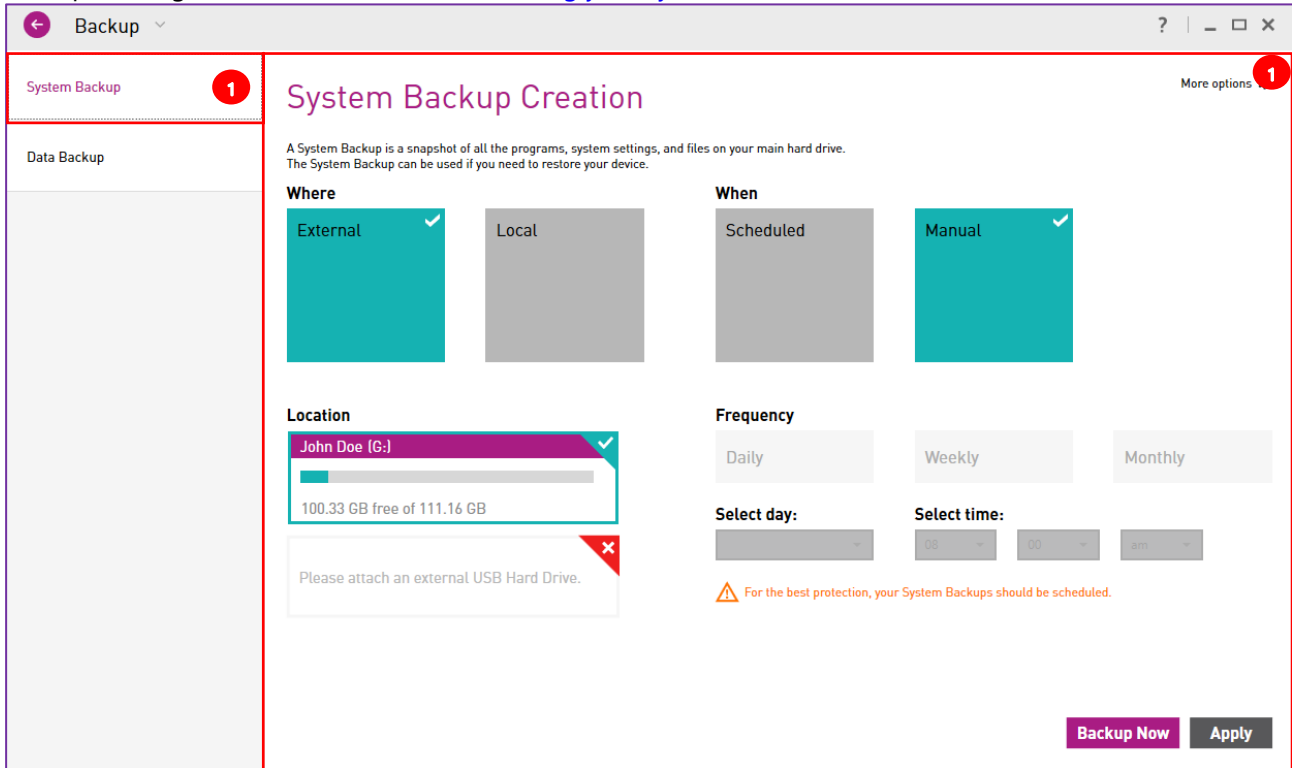 Backup
?
System Backup
1
1
More options
System Backup Creation
Data Backup
A System Backup is a snapshot of all the programs, system settings, and files on your main hard drive.
The System Backup can be used if you need to restore your device.
Where
When
External
Local
Scheduled
Manual
Location
Frequency
John Doe (G:)
Daily
Weekly
Monthly
100.33 GB free of 111.16 GB
Select day:
Select time:
08
00
am
Please attach an external USB Hard Drive.
For the best protection, your System Backups should be scheduled.
Backup Now
Apply